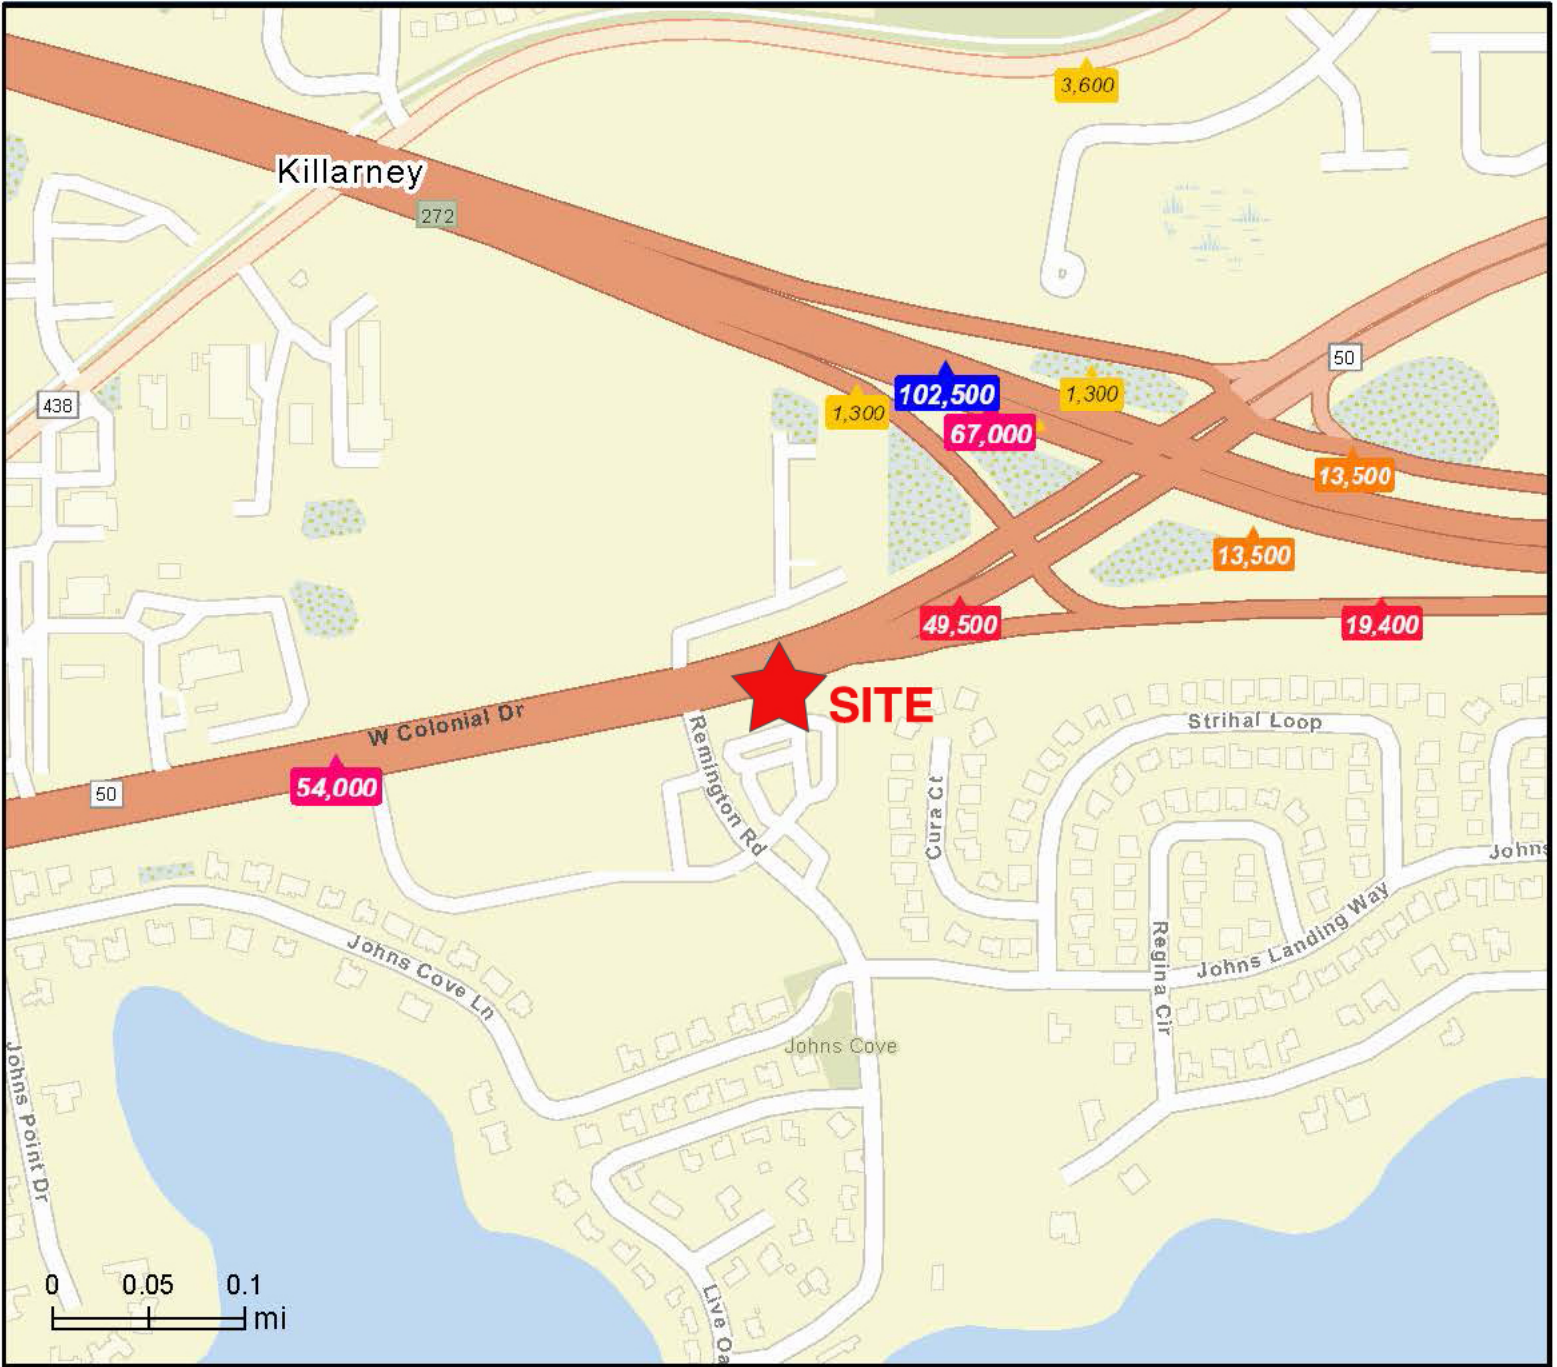 3,600
Killarney
272
50
438
102,500
1,300
1,300
67,000
13,500
13,500
49,500
19,400
SITE
W Colonial Dr
Strihal Loop
54,000
50
Remington Rd
Cura Ct
Johns
Johns Landing Way
Regina Cir
Johns Cove Ln
Johns Cove
Johns Point Dr
Live Oa
0 0.05 0.1
mi